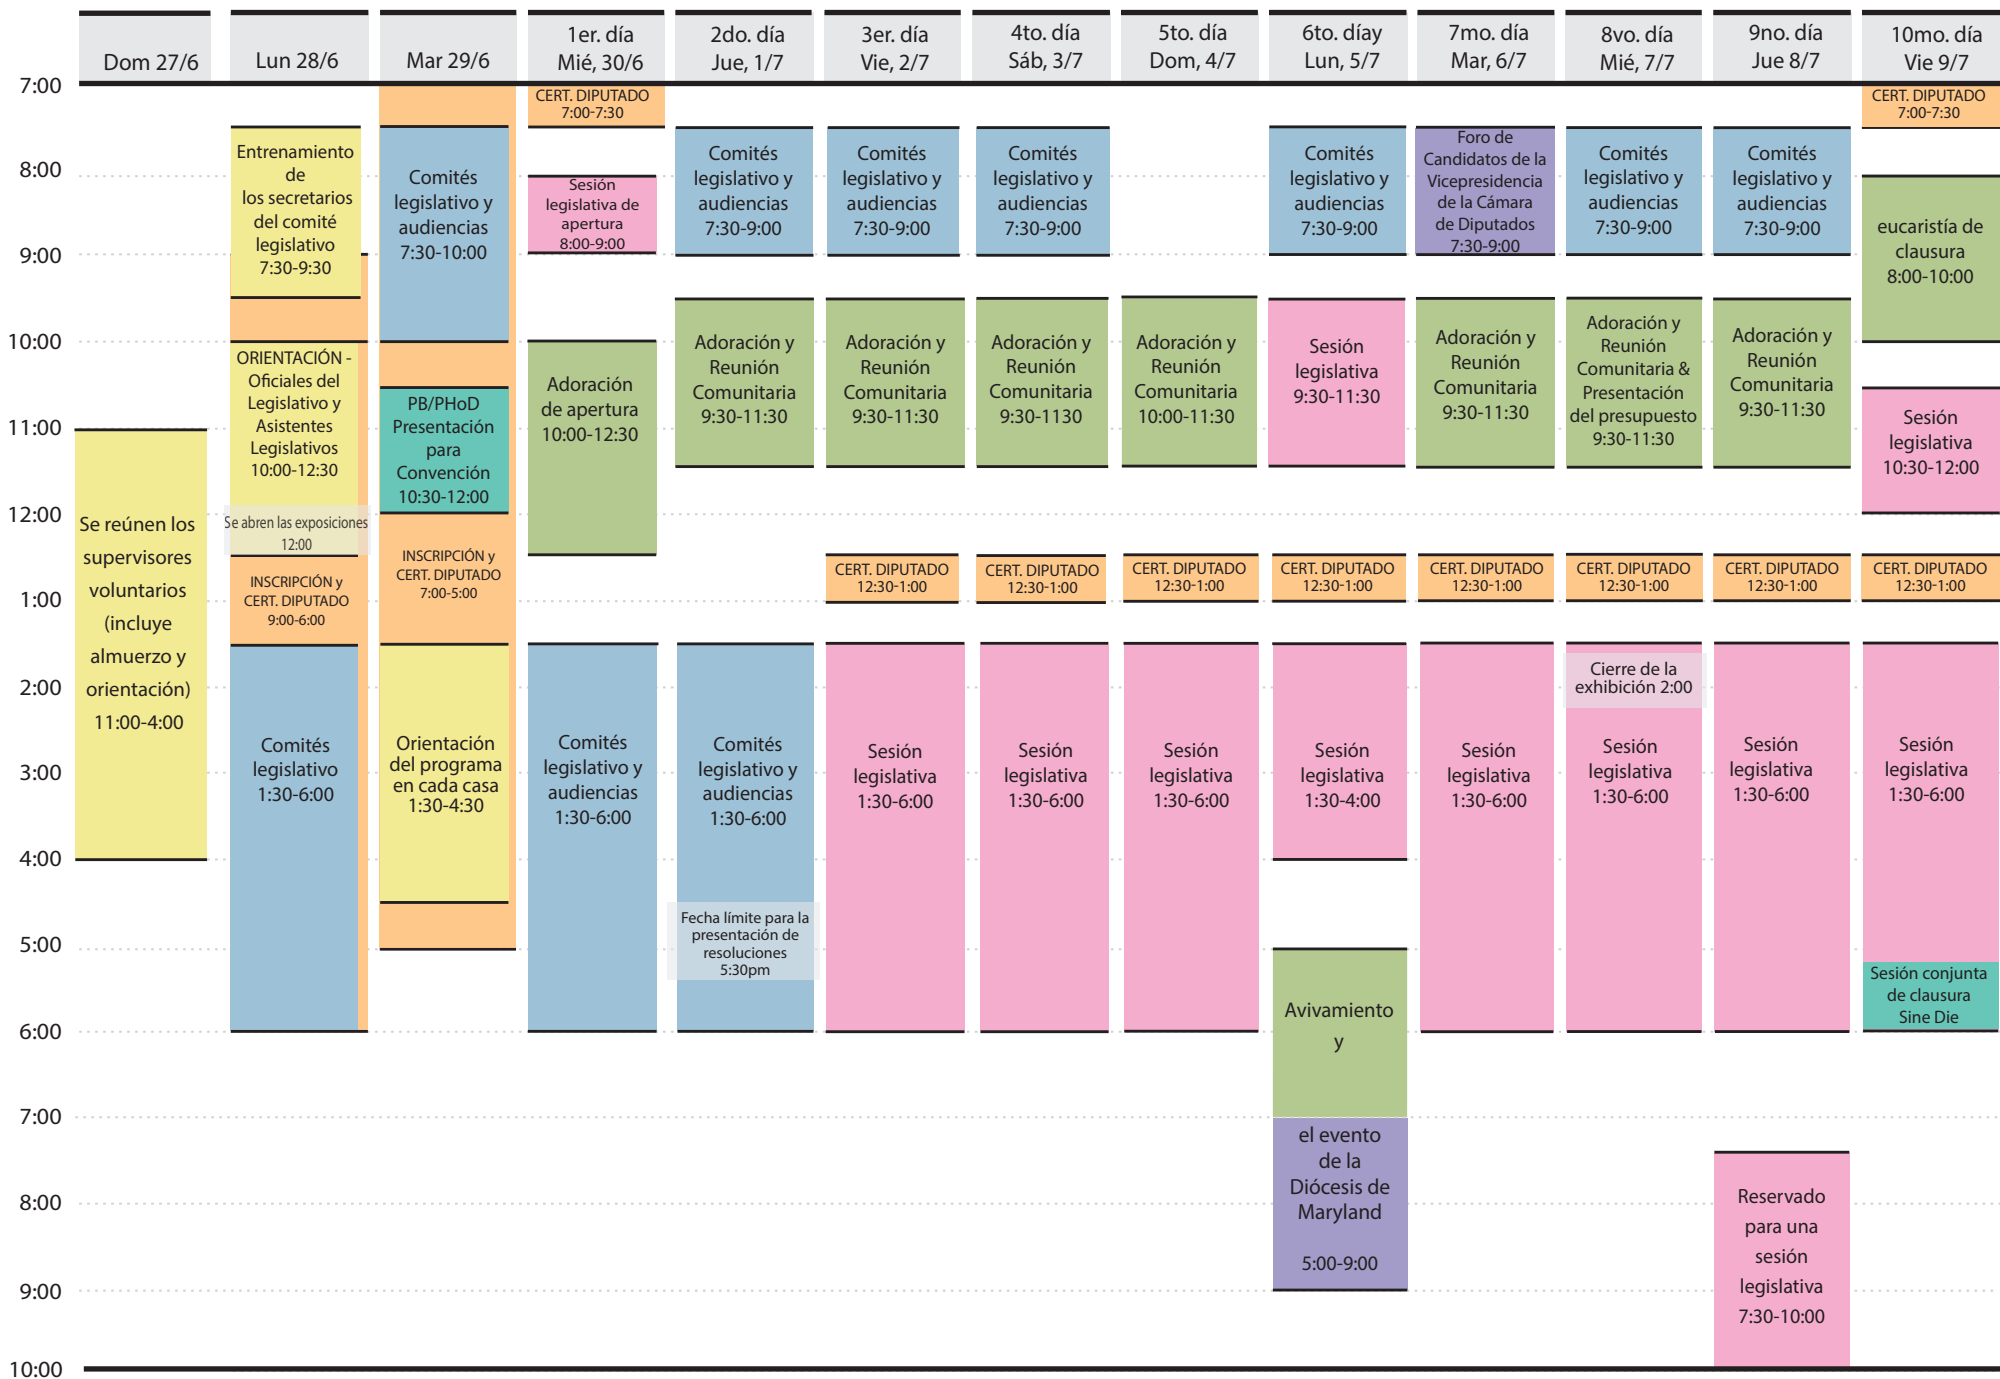 Dom 27/6
Lun 28/6
Mar 29/6
1er. día
Mié, 30/6
2do. día
Jue, 1/7
3er. día
Vie, 2/7
4to. día
Sáb, 3/7
5to. día
Dom, 4/7
6to. díay
Lun, 5/7
7mo. día
Mar, 6/7
8vo. día
Mié, 7/7
9no. día
Jue 8/7
10mo. día
Vie 9/7
7:00
8:00
9:00
10:00
11:00
12:00
1:00
2:00
3:00
4:00
5:00
6:00
7:00
8:00
9:00
10:00
Se reúnen los
supervisores
voluntarios
(incluye
almuerzo y
orientación)
11:00-4:00
Entrenamiento
de
los secretarios
del comité
legislativo
7:30-9:30
ORIENTACIÓN -
Oficiales del
Legislativo y
Asistentes
Legislativos
10:00-12:30
Se abren las exposiciones
12:00
INSCRIPCIÓN y
CERT. DIPUTADO
9:00-6:00
Comités
legislativo
1:30-6:00
Comités
legislativo y
audiencias
7:30-10:00
PB/PHoD
Presentación
para
Convención
10:30-12:00
INSCRIPCIÓN y
CERT. DIPUTADO
7:00-5:00
Orientación
del programa
en cada casa
1:30-4:30
CERT. DIPUTADO
7:00-7:30
Sesión
legislativa de
apertura
8:00-9:00
Adoración
de apertura
10:00-12:30
Comités
legislativo y
audiencias
1:30-6:00
Comités
legislativo y
audiencias
7:30-9:00
Adoración y
Reunión
Comunitaria
9:30-11:30
Comités
legislativo y
audiencias
1:30-6:00
Fecha límite para la
presentación de
resoluciones
5:30pm
Comités
legislativo y
audiencias
7:30-9:00
Adoración y
Reunión
Comunitaria
9:30-11:30
CERT. DIPUTADO
12:30-1:00
Sesión
legislativa
1:30-6:00
Comités
legislativo y
audiencias
7:30-9:00
Adoración y
Reunión
Comunitaria
9:30-1130
CERT. DIPUTADO
12:30-1:00
Sesión
legislativa
1:30-6:00
Adoración y
Reunión
Comunitaria
10:00-11:30
CERT. DIPUTADO
12:30-1:00
Sesión
legislativa
1:30-6:00
Comités
legislativo y
audiencias
7:30-9:00
Sesión
legislativa
9:30-11:30
CERT. DIPUTADO
12:30-1:00
Sesión
legislativa
1:30-4:00
Avivamiento
y
el evento
de la
Diócesis de
Maryland
5:00-9:00
Foro de
Candidatos de la
Vicepresidencia
de la Cámara
de Diputados
7:30-9:00
Adoración y
Reunión
Comunitaria
9:30-11:30
CERT. DIPUTADO
12:30-1:00
Sesión
legislativa
1:30-6:00
Comités
legislativo y
audiencias
7:30-9:00
Adoración y
Reunión
Comunitaria &
Presentación
del presupuesto
9:30-11:30
CERT. DIPUTADO
12:30-1:00
Cierre de la
exhibición 2:00
Sesión
legislativa
1:30-6:00
Comités
legislativo y
audiencias
7:30-9:00
Adoración y
Reunión
Comunitaria
9:30-11:30
CERT. DIPUTADO
12:30-1:00
Sesión
legislativa
1:30-6:00
Reservado
para una
sesión
legislativa
7:30-10:00
CERT. DIPUTADO
7:00-7:30
eucaristía de
clausura
8:00-10:00
Sesión
legislativa
10:30-12:00
CERT. DIPUTADO
12:30-1:00
Sesión
legislativa
1:30-6:00
Sesión conjunta
de clausura
Sine Die